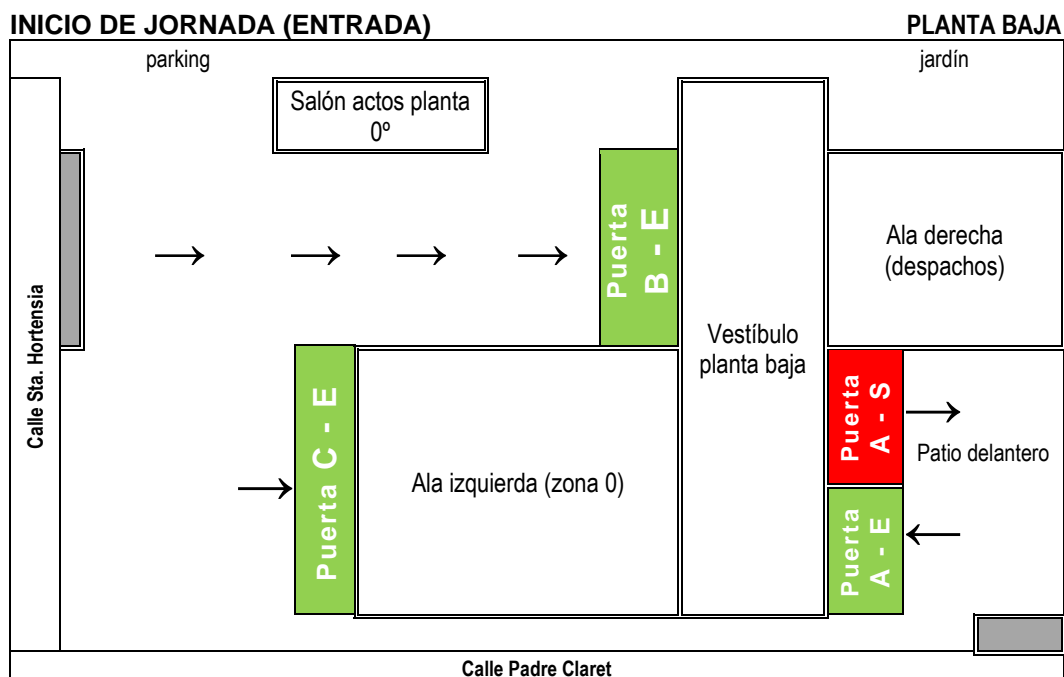 INICIO DE JORNADA (ENTRADA)
PLANTA BAJA
parking
jardín
Salón actos planta
0º
Puerta
B - E
Ala derecha
(despachos)
Vestíbulo
planta baja
Calle Sta. Hortensia
Puerta C - E
Ala izquierda (zona 0)
Puerta
A - S
Patio delantero
Puerta
A - E
Calle Padre Claret